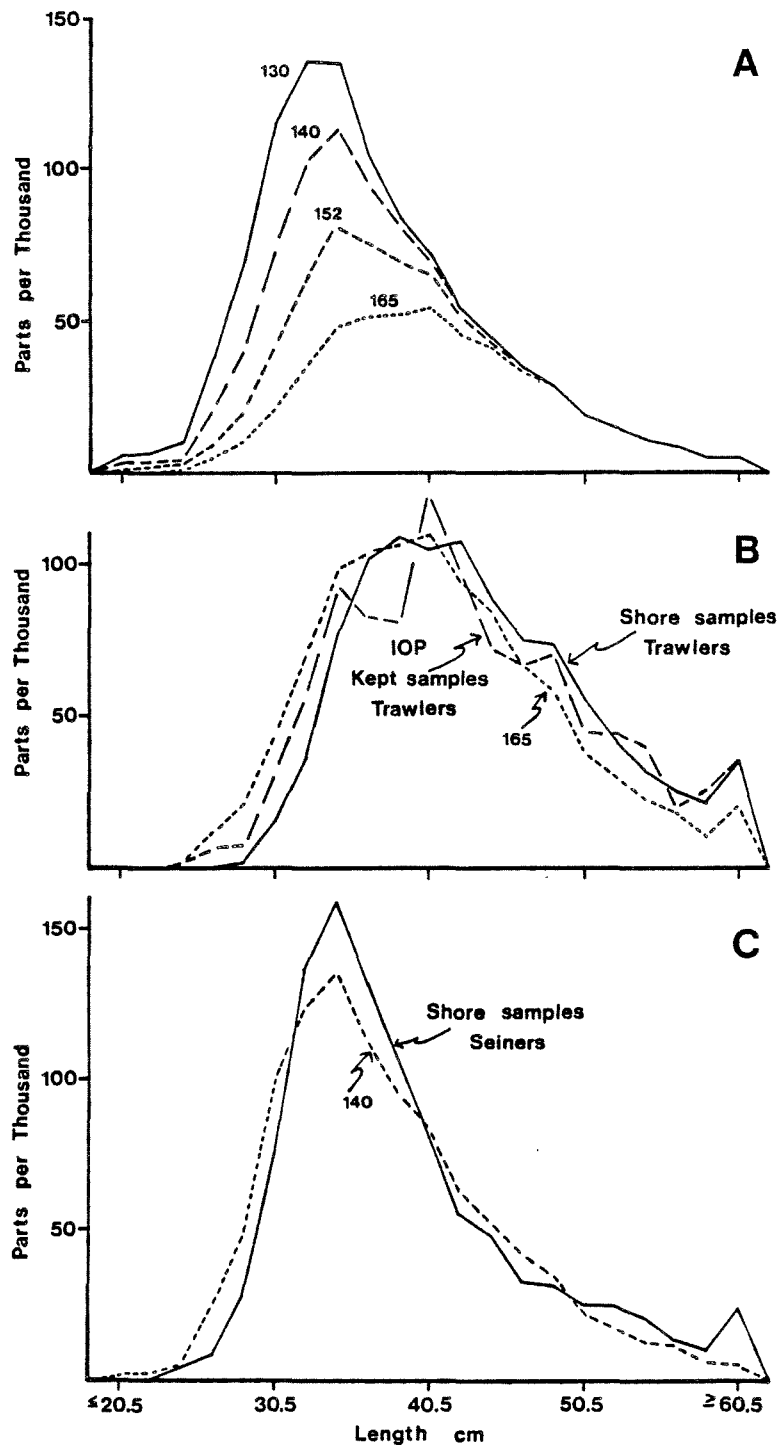 150
A
130
140
100
152
165
50
Parts per Thousand
B
100
Shore samples
Trawlers
IOP
Kept samples
Trawlers
165
50
Parts per Thousand
C
150
Shore samples
Seiners
100
140
50
Parts per Thousand
≤20.5
30.5
40.5
50.5
≥60.5
Length cm